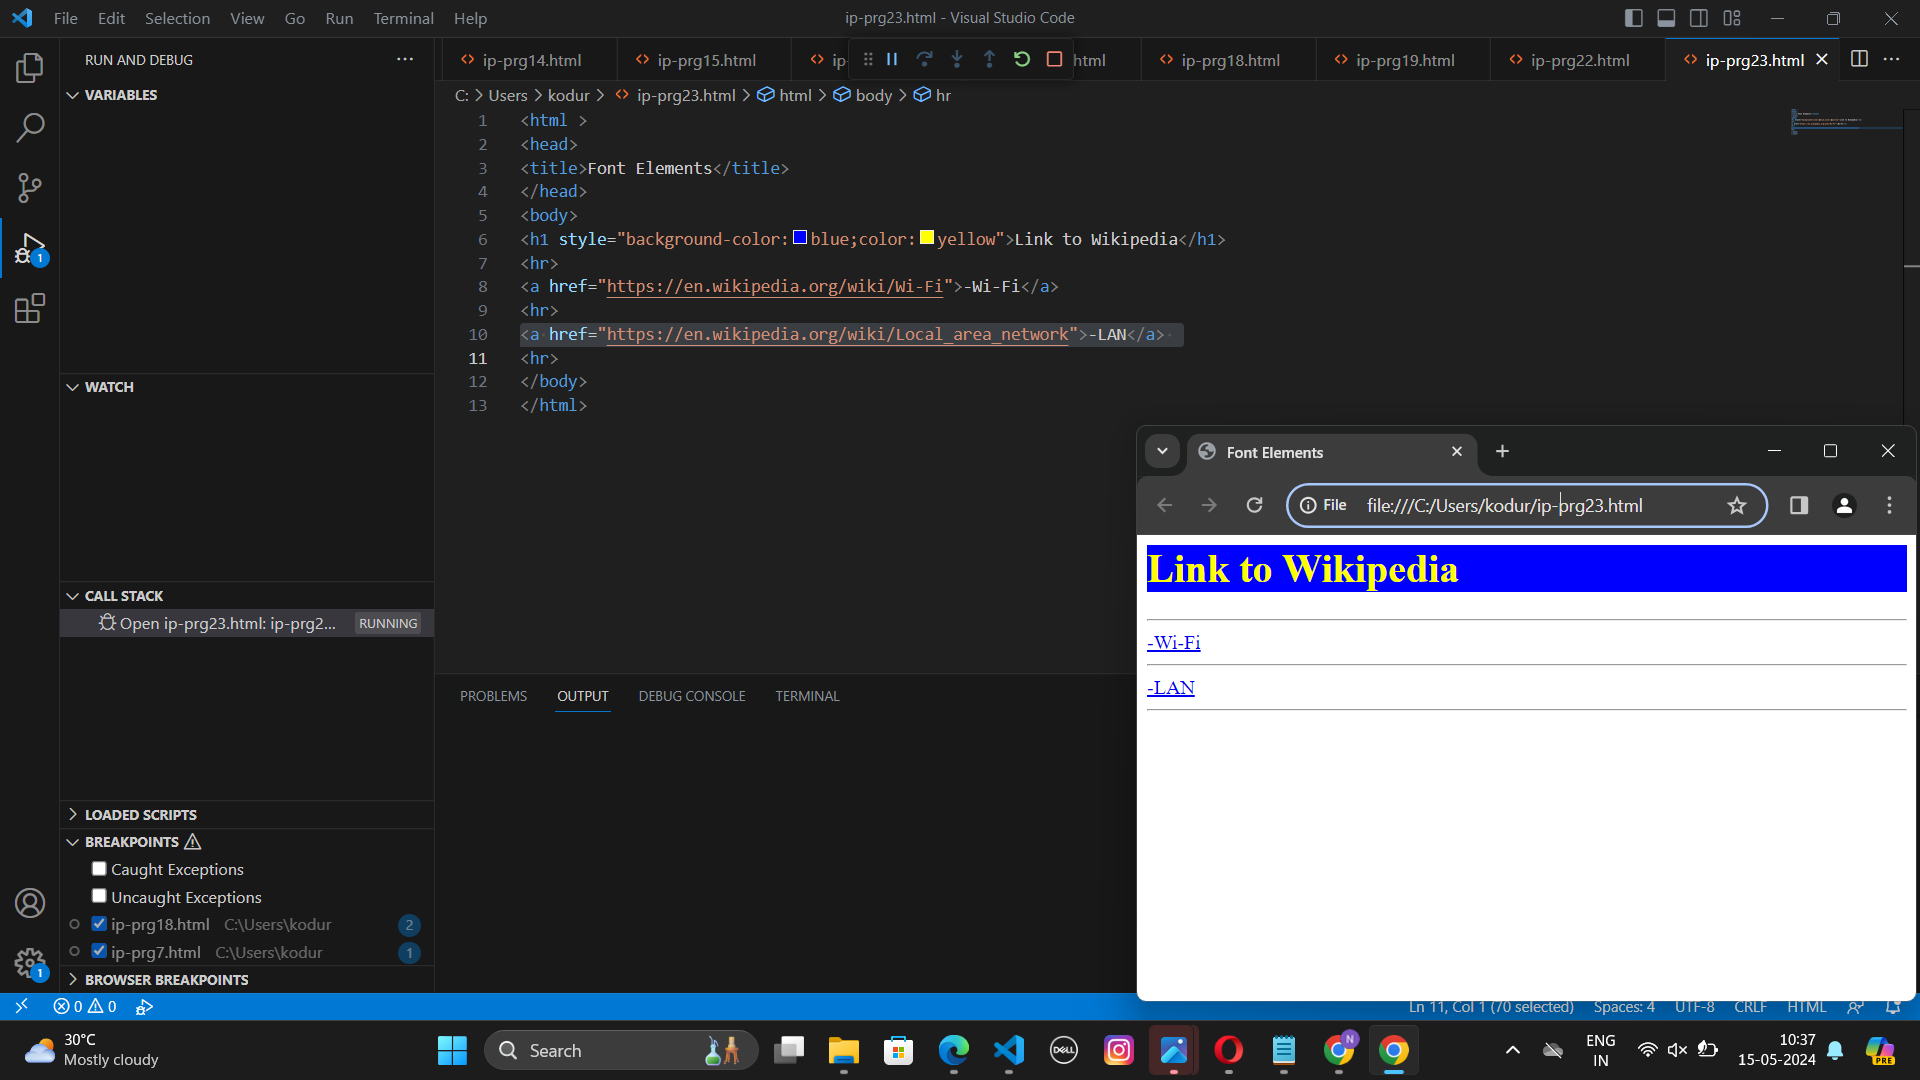 File Edit Selection View Go Run Terminal Help
ip-prg23.html - Visual Studio Code
RUN AND DEBUG
VARIABLES
WATCH
CALL STACK
Open ip-prg23.html: ip-prg2... RUNNING
LOADED SCRIPTS
BREAKPOINTS
Caught Exceptions
Uncaught Exceptions
ip-prg18.html C:\Users\kodur 2
ip-prg7.html C:\Users\kodur 1
BROWSER BREAKPOINTS
1
1
ip-prg14.html ip-prg15.html ip- html ip-prg18.html ip-prg19.html ip-prg22.html ip-prg23.html
C: > Users > kodur > ip-prg23.html > html > body > hr
1 <html >
2 <head>
3 <title>Font Elements</title>
4 </head>
5 <body>
6 <h1 style="background-color:blue;color:yellow">Link to Wikipedia</h1>
7 <hr>
8 <a href="https://en.wikipedia.org/wiki/Wi-Fi">-Wi-Fi</a>
9 <hr>
10 <a href="https://en.wikipedia.org/wiki/Local_area_network">-LAN</a>
11 <hr>
12 </body>
13 </html>
PROBLEMS OUTPUT DEBUG CONSOLE TERMINAL
Font Elements
File file:///C:/Users/kodur/ip-prg23.html
Link to Wikipedia
-Wi-Fi
-LAN
0 0
Ln 11, Col 1 (70 selected) Spaces: 4 UTF-8 CRLF HTML
30°C
Mostly cloudy
Search
DELL
N
ENG
IN
10:37
15-05-2024
PRE